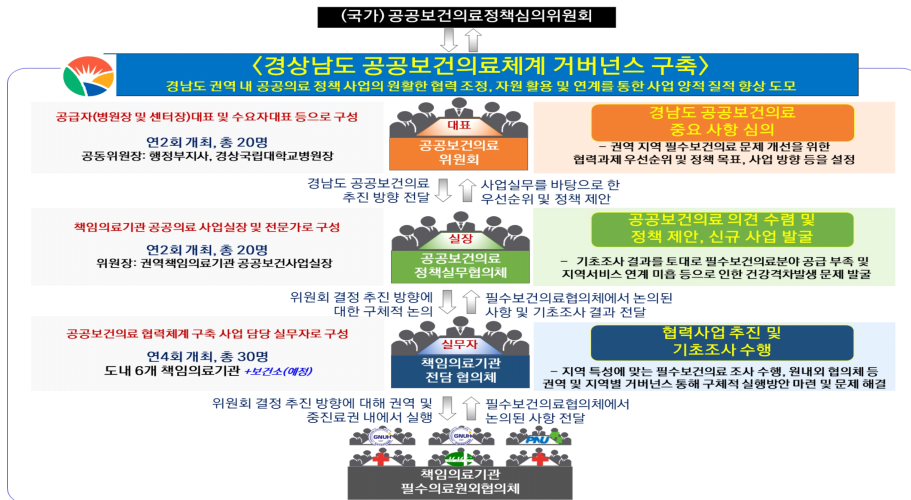 (국가) 공공보건의료정책심의위원회
<경상남도 공공보건의료체계 거버넌스 구축>
경남도 권역 내 공공의료 정책 사업의 원활한 협력 조정, 자원 활용 및 연계를 통한 사업 양적 질적 향상 도모
공급자(병원장 및 센터장)대표 및 수요자대표 등으로 구성
연2회 개최, 총 20명
공동위원장: 행정부지사, 경상국립대학교병원장
대표
공공보건의료
위원회
경남도 공공보건의료
중요 사항 심의
– 권역 지역 필수보건의료 문제 개선을 위한
협력과제 우선순위 및 정책 목표, 사업 방향 등을 설정
경남도 공공보건의료
추진 방향 전달
사업실무를 바탕으로 한
우선순위 및 정책 제안
책임의료기관 공공의료 사업실장 및 전문가로 구성
연2회 개최, 총 20명
위원장: 권역책임의료기관 공공보건사업실장
실장
공공보건의료
정책실무협의체
공공보건의료 의견 수렴 및
정책 제안, 신규 사업 발굴
– 기초조사 결과를 토대로 필수보건의료분야 공급 부족 및
지역서비스 연계 미흡 등으로 인한 건강격차발생 문제 발굴
위원회 결정 추진 방향에
대한 구체적 논의
필수보건의료협의체에서 논의된
사항 및 기초조사 결과 전달
공공보건의료 협력체계 구축 사업 담당 실무자로 구성
연4회 개최, 총 30명
도내 6개 책임의료기관 +보건소(예정)
실무자
책임의료기관
전담 협의체
협력사업 추진 및
기초조사 수행
– 지역 특성에 맞는 필수보건의료 조사 수행, 원내외 협의체 등
권역 및 지역별 거버넌스 통해 구체적 실행방안 마련 및 문제 해결
위원회 결정 추진 방향에 대해 권역 및
중진료권 내에서 실행
필수보건의료협의체에서
논의된 사항 전달
GNUH
GNUH
PNU
책임의료기관
필수의료원외협의체